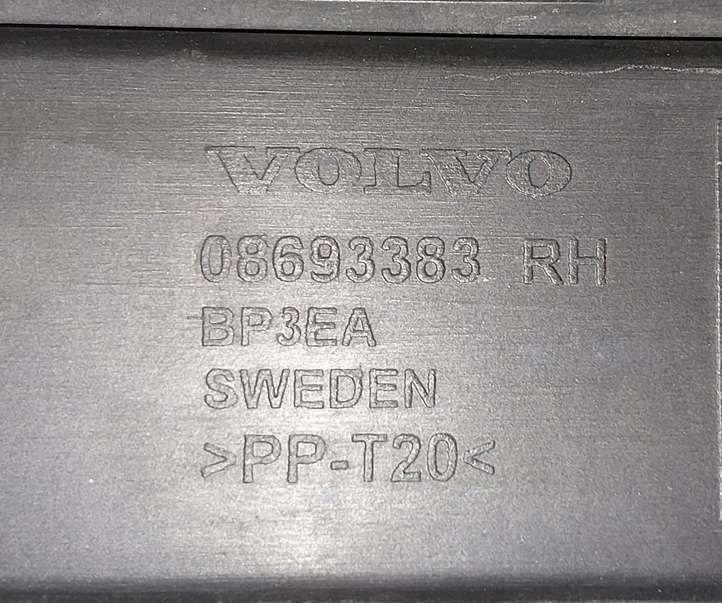 VOLVO
08693383 RH
BP3EA
SWEDEN
>PP-T20<